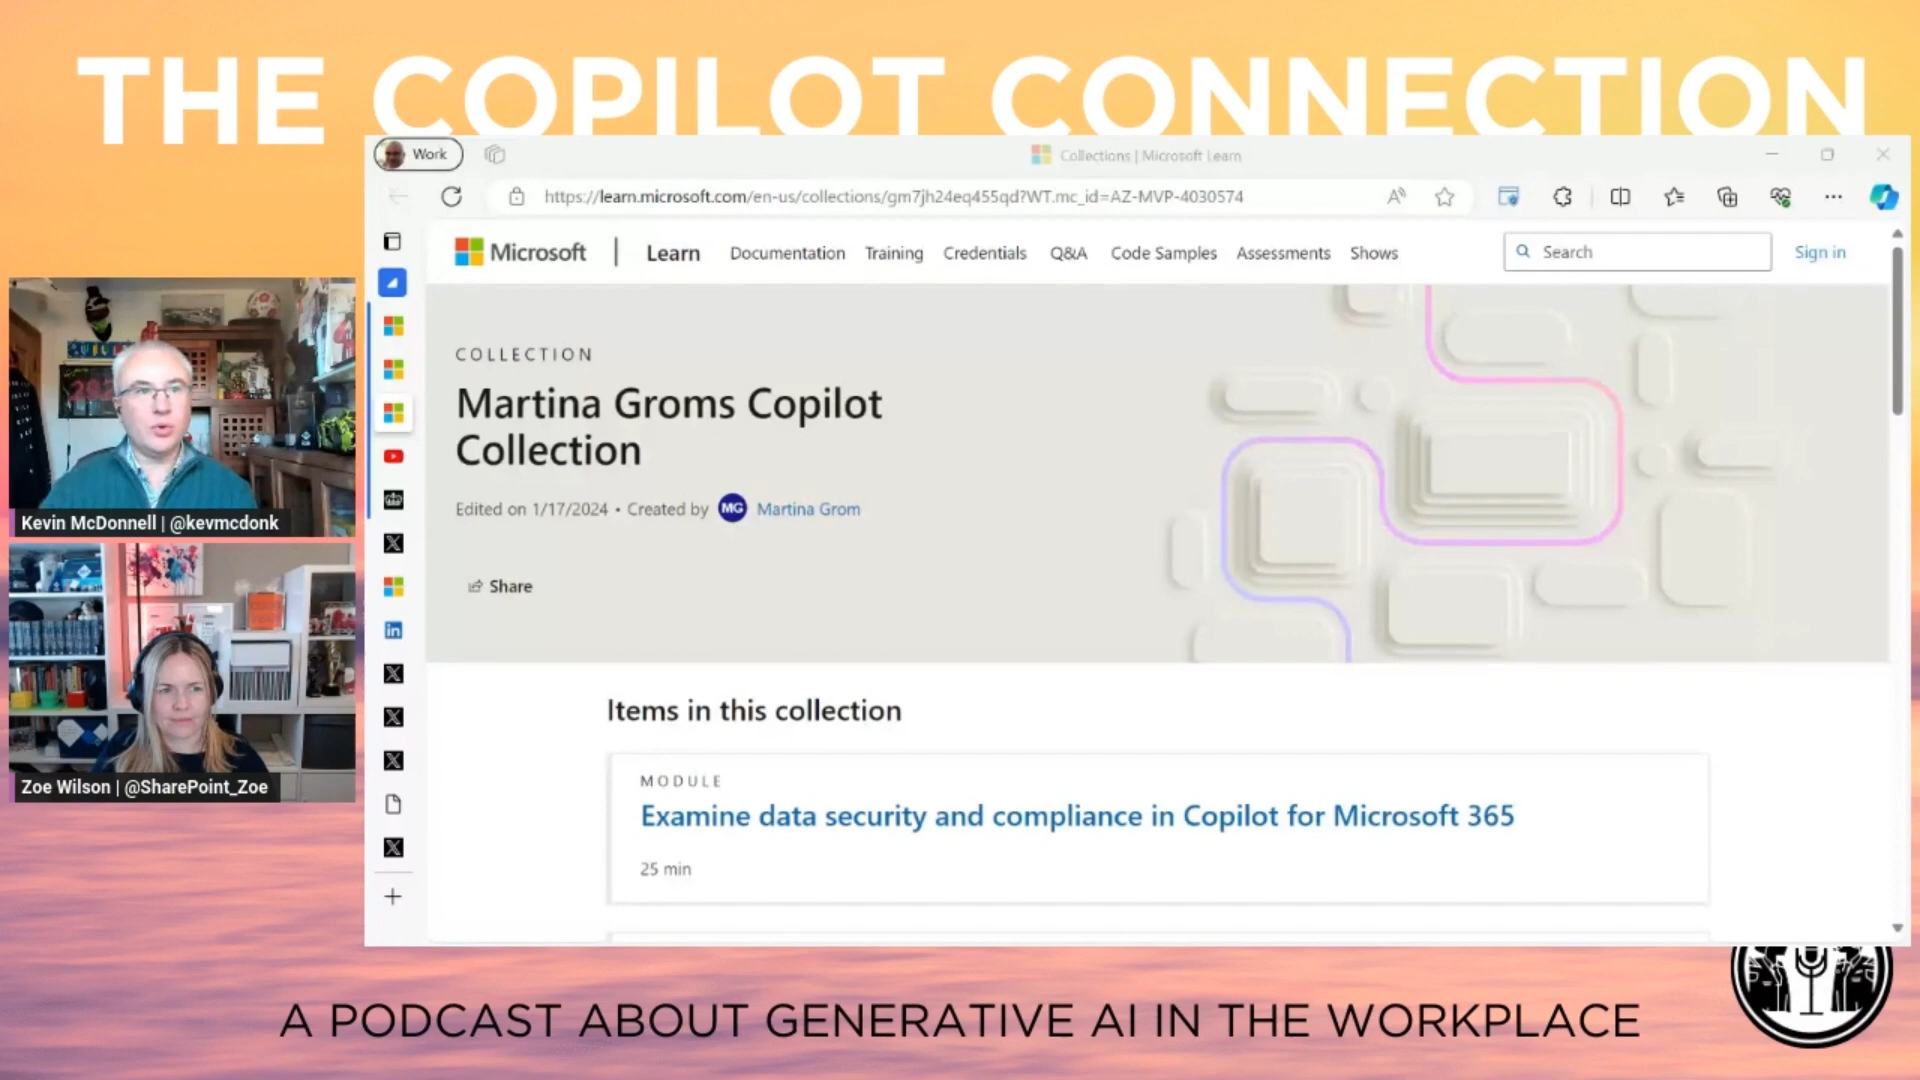 THE COPILOT CONNECTION
Work
Collections | Microsoft Learn
https://learn.microsoft.com/en-us/collections/gm7jh24eq455qd?WT.mc_id=AZ-MVP-4030574
Microsoft | Learn Documentation Training Credentials Q&A Code Samples Assessments Shows Search Sign in
COLLECTION
Martina Groms Copilot
Collection
Edited on 1/17/2024 • Created by MG Martina Grom
Share
Kevin McDonnell | @kevmcdonk
Zoe Wilson | @SharePoint_Zoe
Items in this collection
MODULE
Examine data security and compliance in Copilot for Microsoft 365
25 min
A PODCAST ABOUT GENERATIVE AI IN THE WORKPLACE